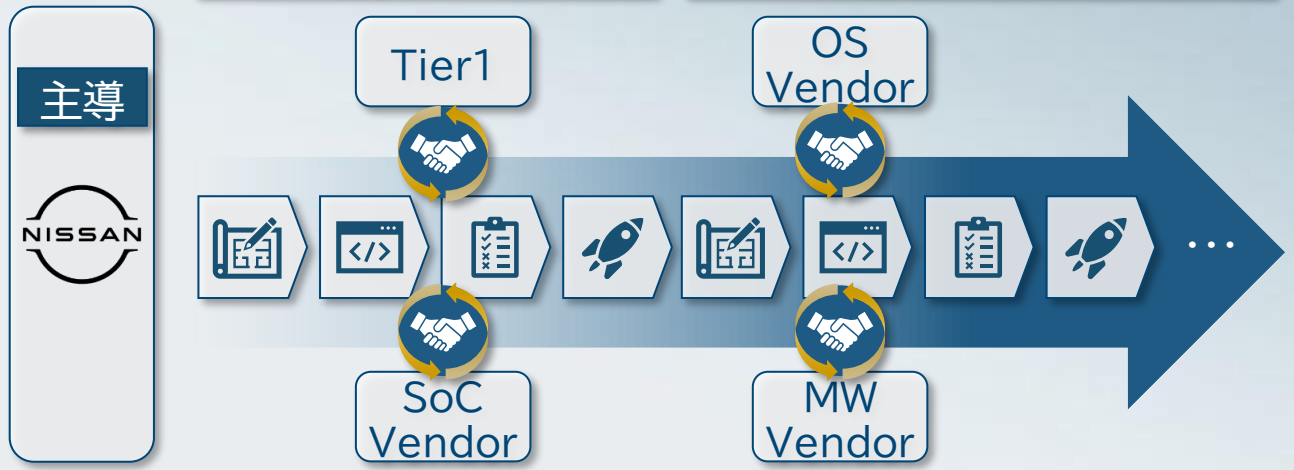 主導
NISSAN
Tier1
OS
Vendor
</>
</>
...
SoC
Vendor
MW
Vendor